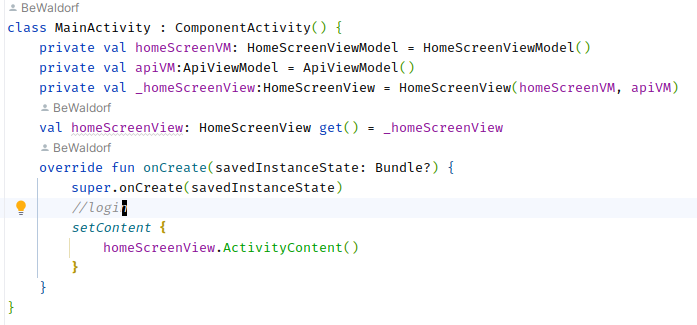 BeWaldorf
class MainActivity : ComponentActivity() {
    private val homeScreenVM: HomeScreenViewModel = HomeScreenViewModel()
    private val apiVM:ApiViewModel = ApiViewModel()
    private val _homeScreenView:HomeScreenView = HomeScreenView(homeScreenVM, apiVM)
    BeWaldorf
    val homeScreenView: HomeScreenView get() = _homeScreenView
    BeWaldorf
    override fun onCreate(savedInstanceState: Bundle?) {
        super.onCreate(savedInstanceState)
        //login
        setContent {
            homeScreenView.ActivityContent()
        }
    }
}